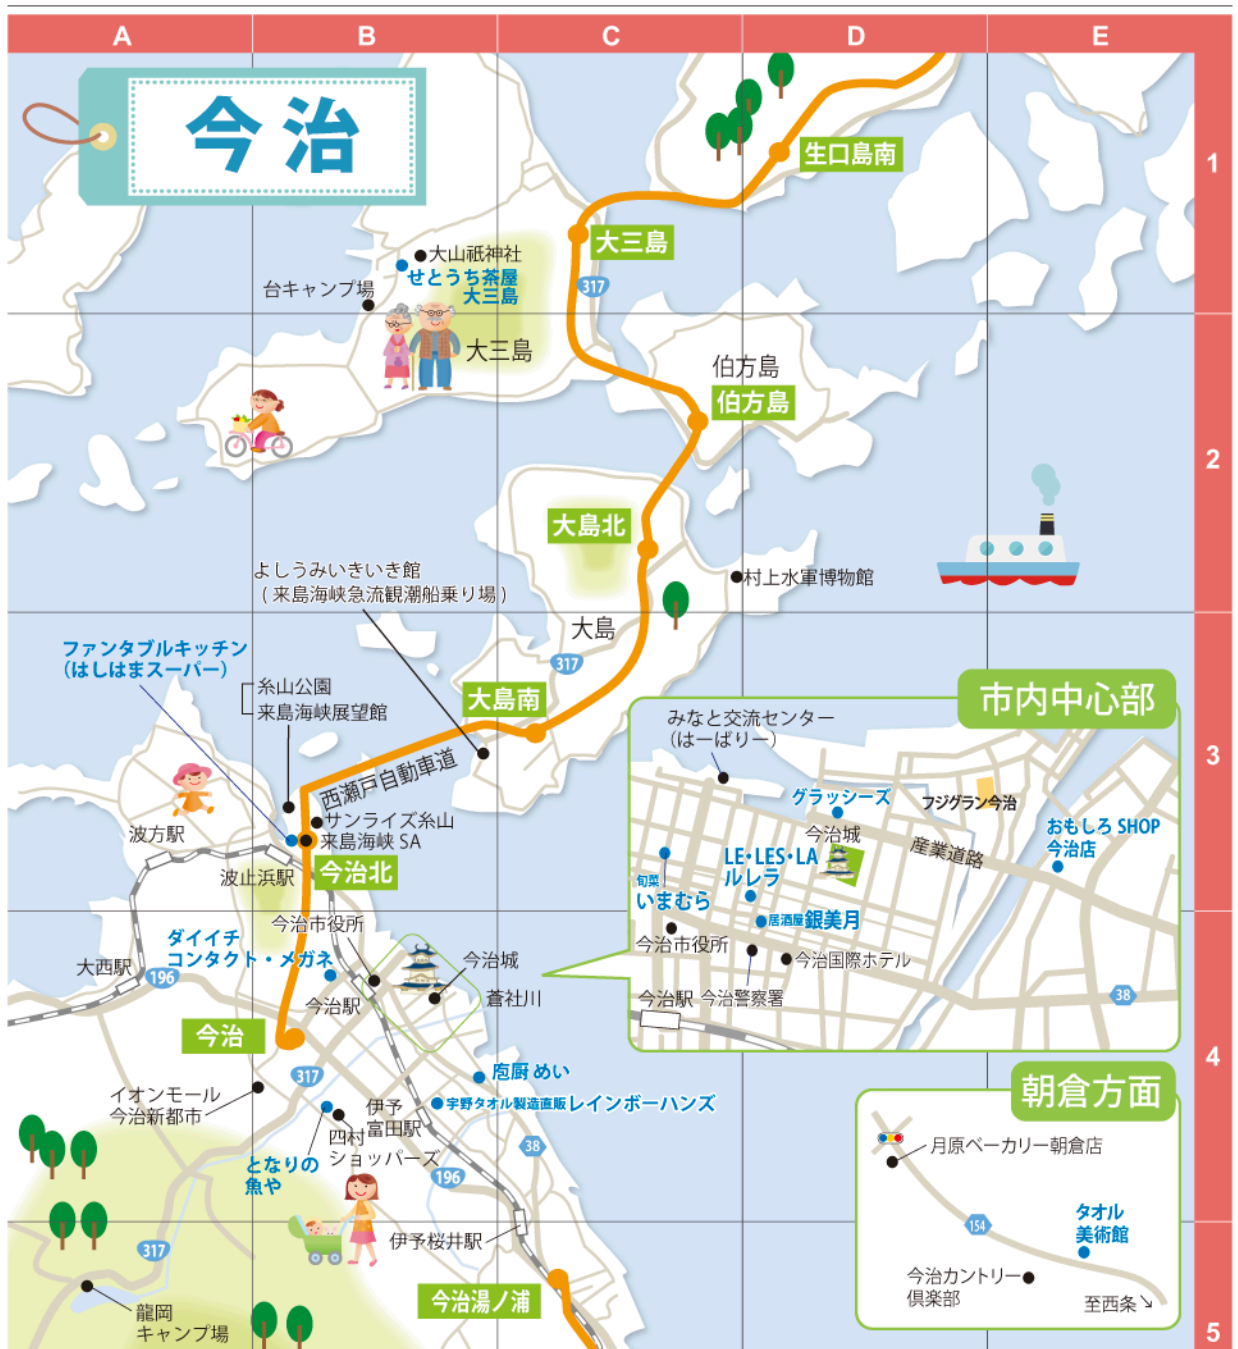 A
B
C
D
E
1
2
3
4
5
今治
生口島南
大三島
大山祇神社
せとうち茶屋
大三島
台キャンプ場
317
大三島
伯方島
伯方島
大島北
村上水軍博物館
よしうみいきいき館
(来島海峡急流観潮船乗り場)
大島
317
大島南
ファンタブルキッチン
(はしはまスーパー)
糸山公園
来島海峡展望館
西瀬戸自動車道
サンライズ糸山
来島海峡 SA
今治北
波方駅
波止浜駅
今治市役所
ダイイチ
コンタクト・メガネ
大西駅
196
今治城
今治駅
蒼社川
今治
317
イオンモール
今治新都市
庖厨 めい
宇野タオル製造直販 レインボーハンズ
伊予
富田駅
四村
ショッパーズ
となりの
魚や
38
196
伊予桜井駅
317
今治湯ノ浦
龍岡
キャンプ場
市内中心部
みなと交流センター
(はーばりー)
グラッシーズ
フジグラン今治
今治城
産業道路
おもしろ SHOP
今治店
LE・LES・LA
ルレラ
旬菜
いまむら
居酒屋 銀美月
今治市役所
今治国際ホテル
今治駅
今治警察署
38
朝倉方面
月原ベーカリー朝倉店
154
タオル
美術館
今治カントリー
倶楽部
至西条↘